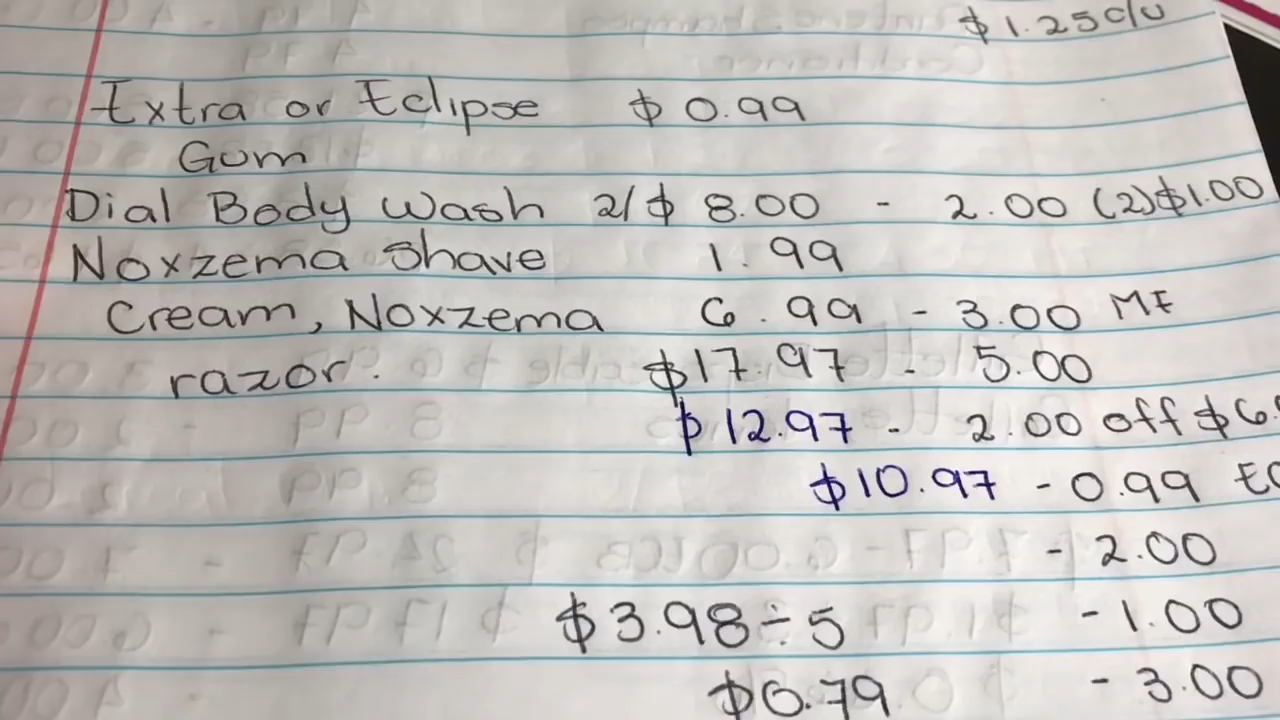 $1.25 c/u
Extra or Eclipse $0.99
Gum
Dial Body Wash 2/$ 8.00 - 2.00 (2)$1.00
Noxzema Shave 1.99
Cream, Noxzema 6.99 - 3.00 MF
razor. $17.97 - 5.00
$12.97 - 2.00 off $6.
$10.97 - 0.99 EC
- 2.00
$3.98÷5 - 1.00
$0.79 - 3.00